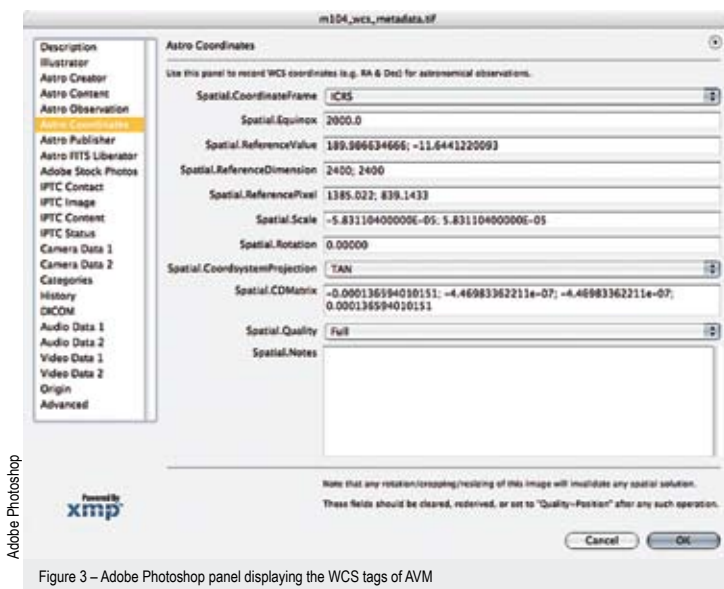 m104_wcs_metadata.tif
Description
Illustrator
Astro Creator
Astro Content
Astro Observation
Astro Coordinates
Astro Publisher
Astro FITS Liberator
Adobe Stock Photos
IPTC Contact
IPTC Image
IPTC Content
IPTC Status
Camera Data 1
Camera Data 2
Categories
History
DICOM
Audio Data 1
Audio Data 2
Video Data 1
Video Data 2
Origin
Advanced
Powered By
xmp
Astro Coordinates
Use this panel to record WCS coordinates (e.g. RA & Dec) for astronomical observations.
Spatial.CoordinateFrame ICRS
Spatial.Equinox 2000.0
Spatial.ReferenceValue 189.986634666; -11.6441220093
Spatial.ReferenceDimension 2400; 2400
Spatial.ReferencePixel 1385.022; 839.1433
Spatial.Scale -5.83110400000E-05; 5.83110400000E-05
Spatial.Rotation 0.00000
Spatial.CoordsystemProjection TAN
Spatial.CDMatrix -0.000136594010151; -4.46983362211e-07; -4.46983362211e-07;
0.000136594010151
Spatial.Quality Full
Spatial.Notes
Note that any rotation/cropping/resizing of this image will invalidate any spatial solution.
These fields should be cleared, rederived, or set to "Quality=Position" after any such operation.
Cancel OK
Adobe Photoshop
Figure 3 – Adobe Photoshop panel displaying the WCS tags of AVM